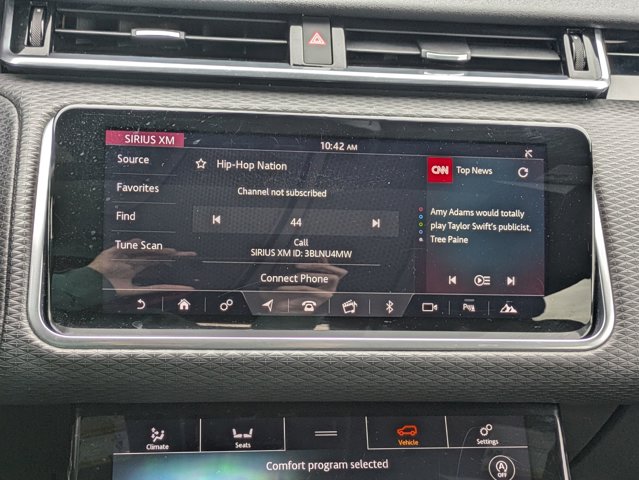 SIRIUS XM
10:42 AM
Source
Hip-Hop Nation
CNN Top News
Favorites
Channel not subscribed
Find
44
Amy Adams would totally
play Taylor Swift's publicist,
Tree Paine
Tune Scan
Call
SIRIUS XM ID: 3BLNU4MW
Connect Phone
Climate
Seats
Vehicle
Settings
Comfort program selected
A
OFF